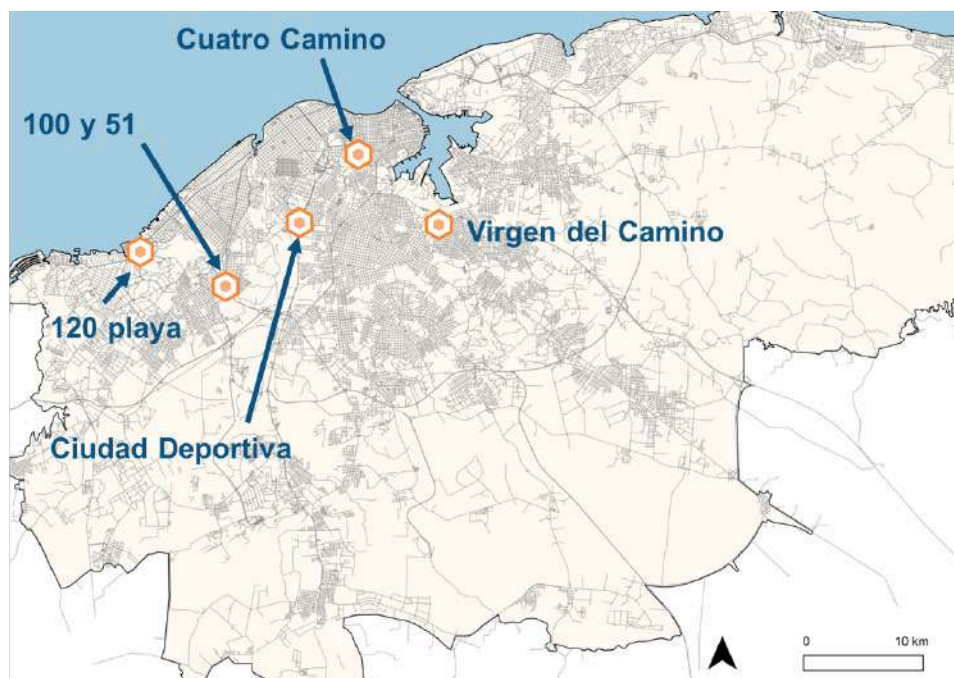 Cuatro Camino
100 y 51
Virgen del Camino
120 playa
Ciudad Deportiva
0 10 km